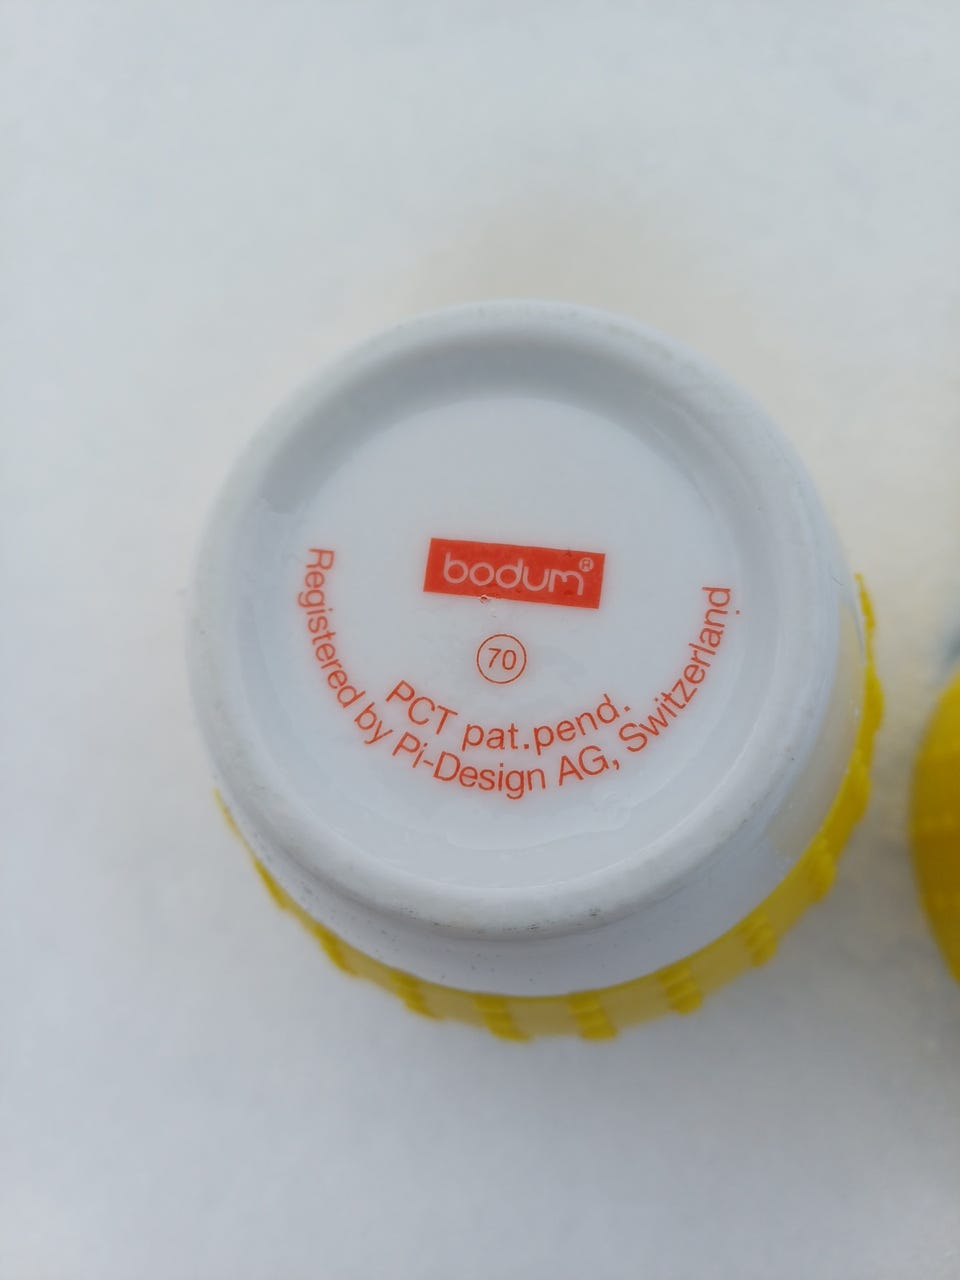 bodum®
70
PCT pat.pend.
Registered by Pi-Design AG, Switzerland